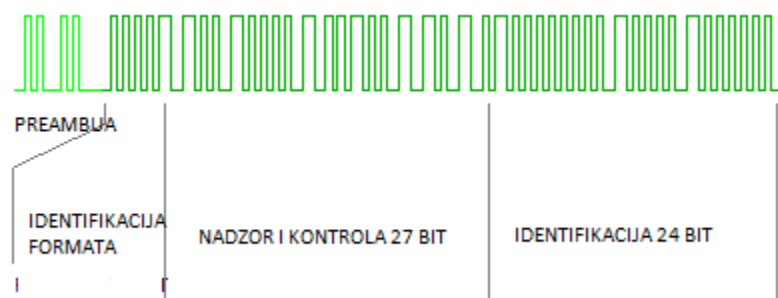 PREAMBUA
IDENTIFIKACIJA
FORMATA
NADZOR I KONTROLA 27 BIT
IDENTIFIKACIJA 24 BIT